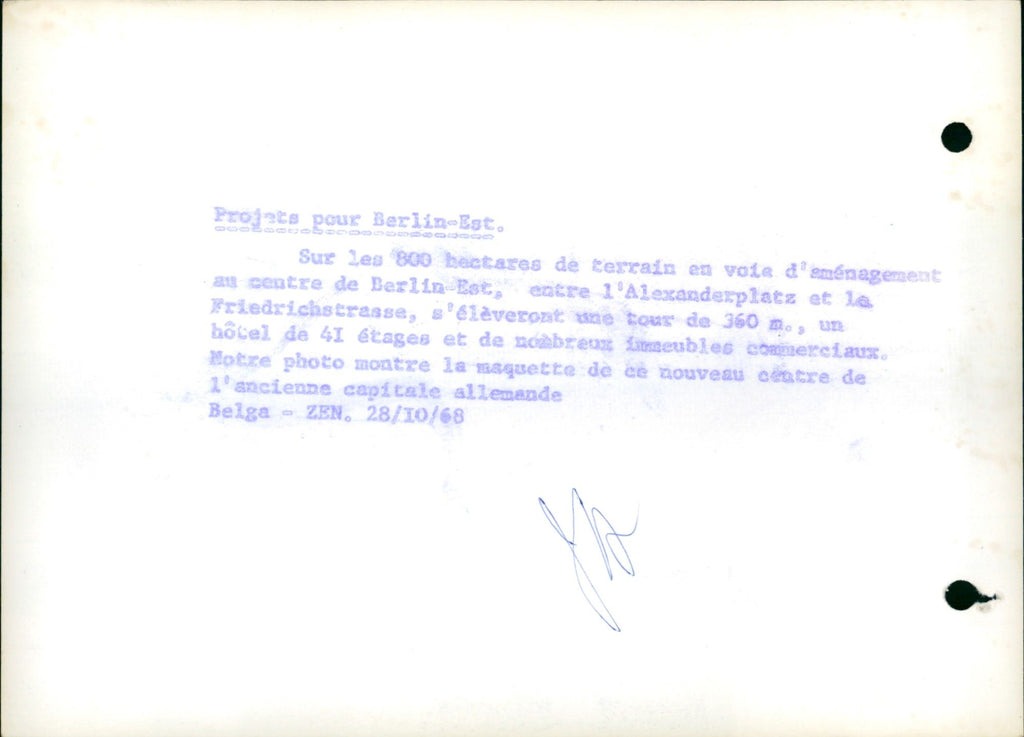 Projets pour Berlin-Est.
Sur les 800 hectares de terrain en voie d'aménagement
au centre de Berlin-Est, entre l'Alexanderplatz et la
Friedrichstrasse, s'élèveront une tour de 360 m., un
hôtel de 4I étages et de nombreux immeubles commerciaux.
Notre photo montre la maquette de ce nouveau centre de
l'ancienne capitale allemande
Belga - ZEN. 28/IO/68